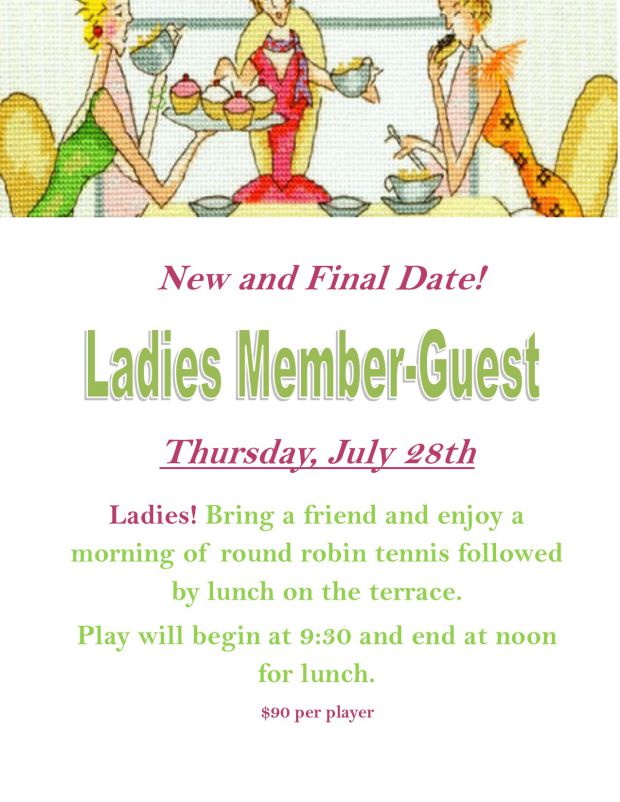 New and Final Date!
Ladies Member-Guest
Thursday, July 28th
Ladies! Bring a friend and enjoy a
morning of round robin tennis followed
by lunch on the terrace.
Play will begin at 9:30 and end at noon
for lunch.
$90 per player